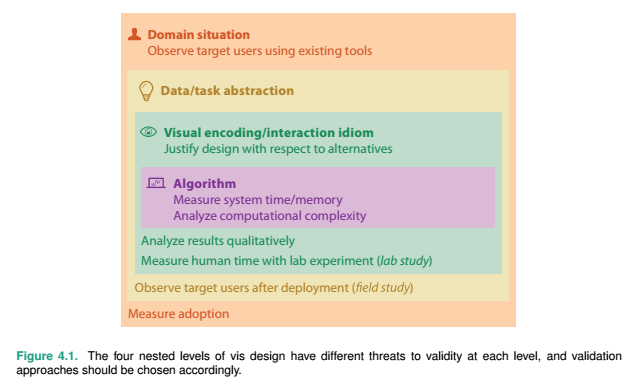 Domain situation
Observe target users using existing tools
Data/task abstraction
Visual encoding/interaction idiom
Justify design with respect to alternatives
Algorithm
Measure system time/memory
Analyze computational complexity
Analyze results qualitatively
Measure human time with lab experiment (lab study)
Observe target users after deployment (field study)
Measure adoption
Figure 4.1. The four nested levels of vis design have different threats to validity at each level, and validation
approaches should be chosen accordingly.